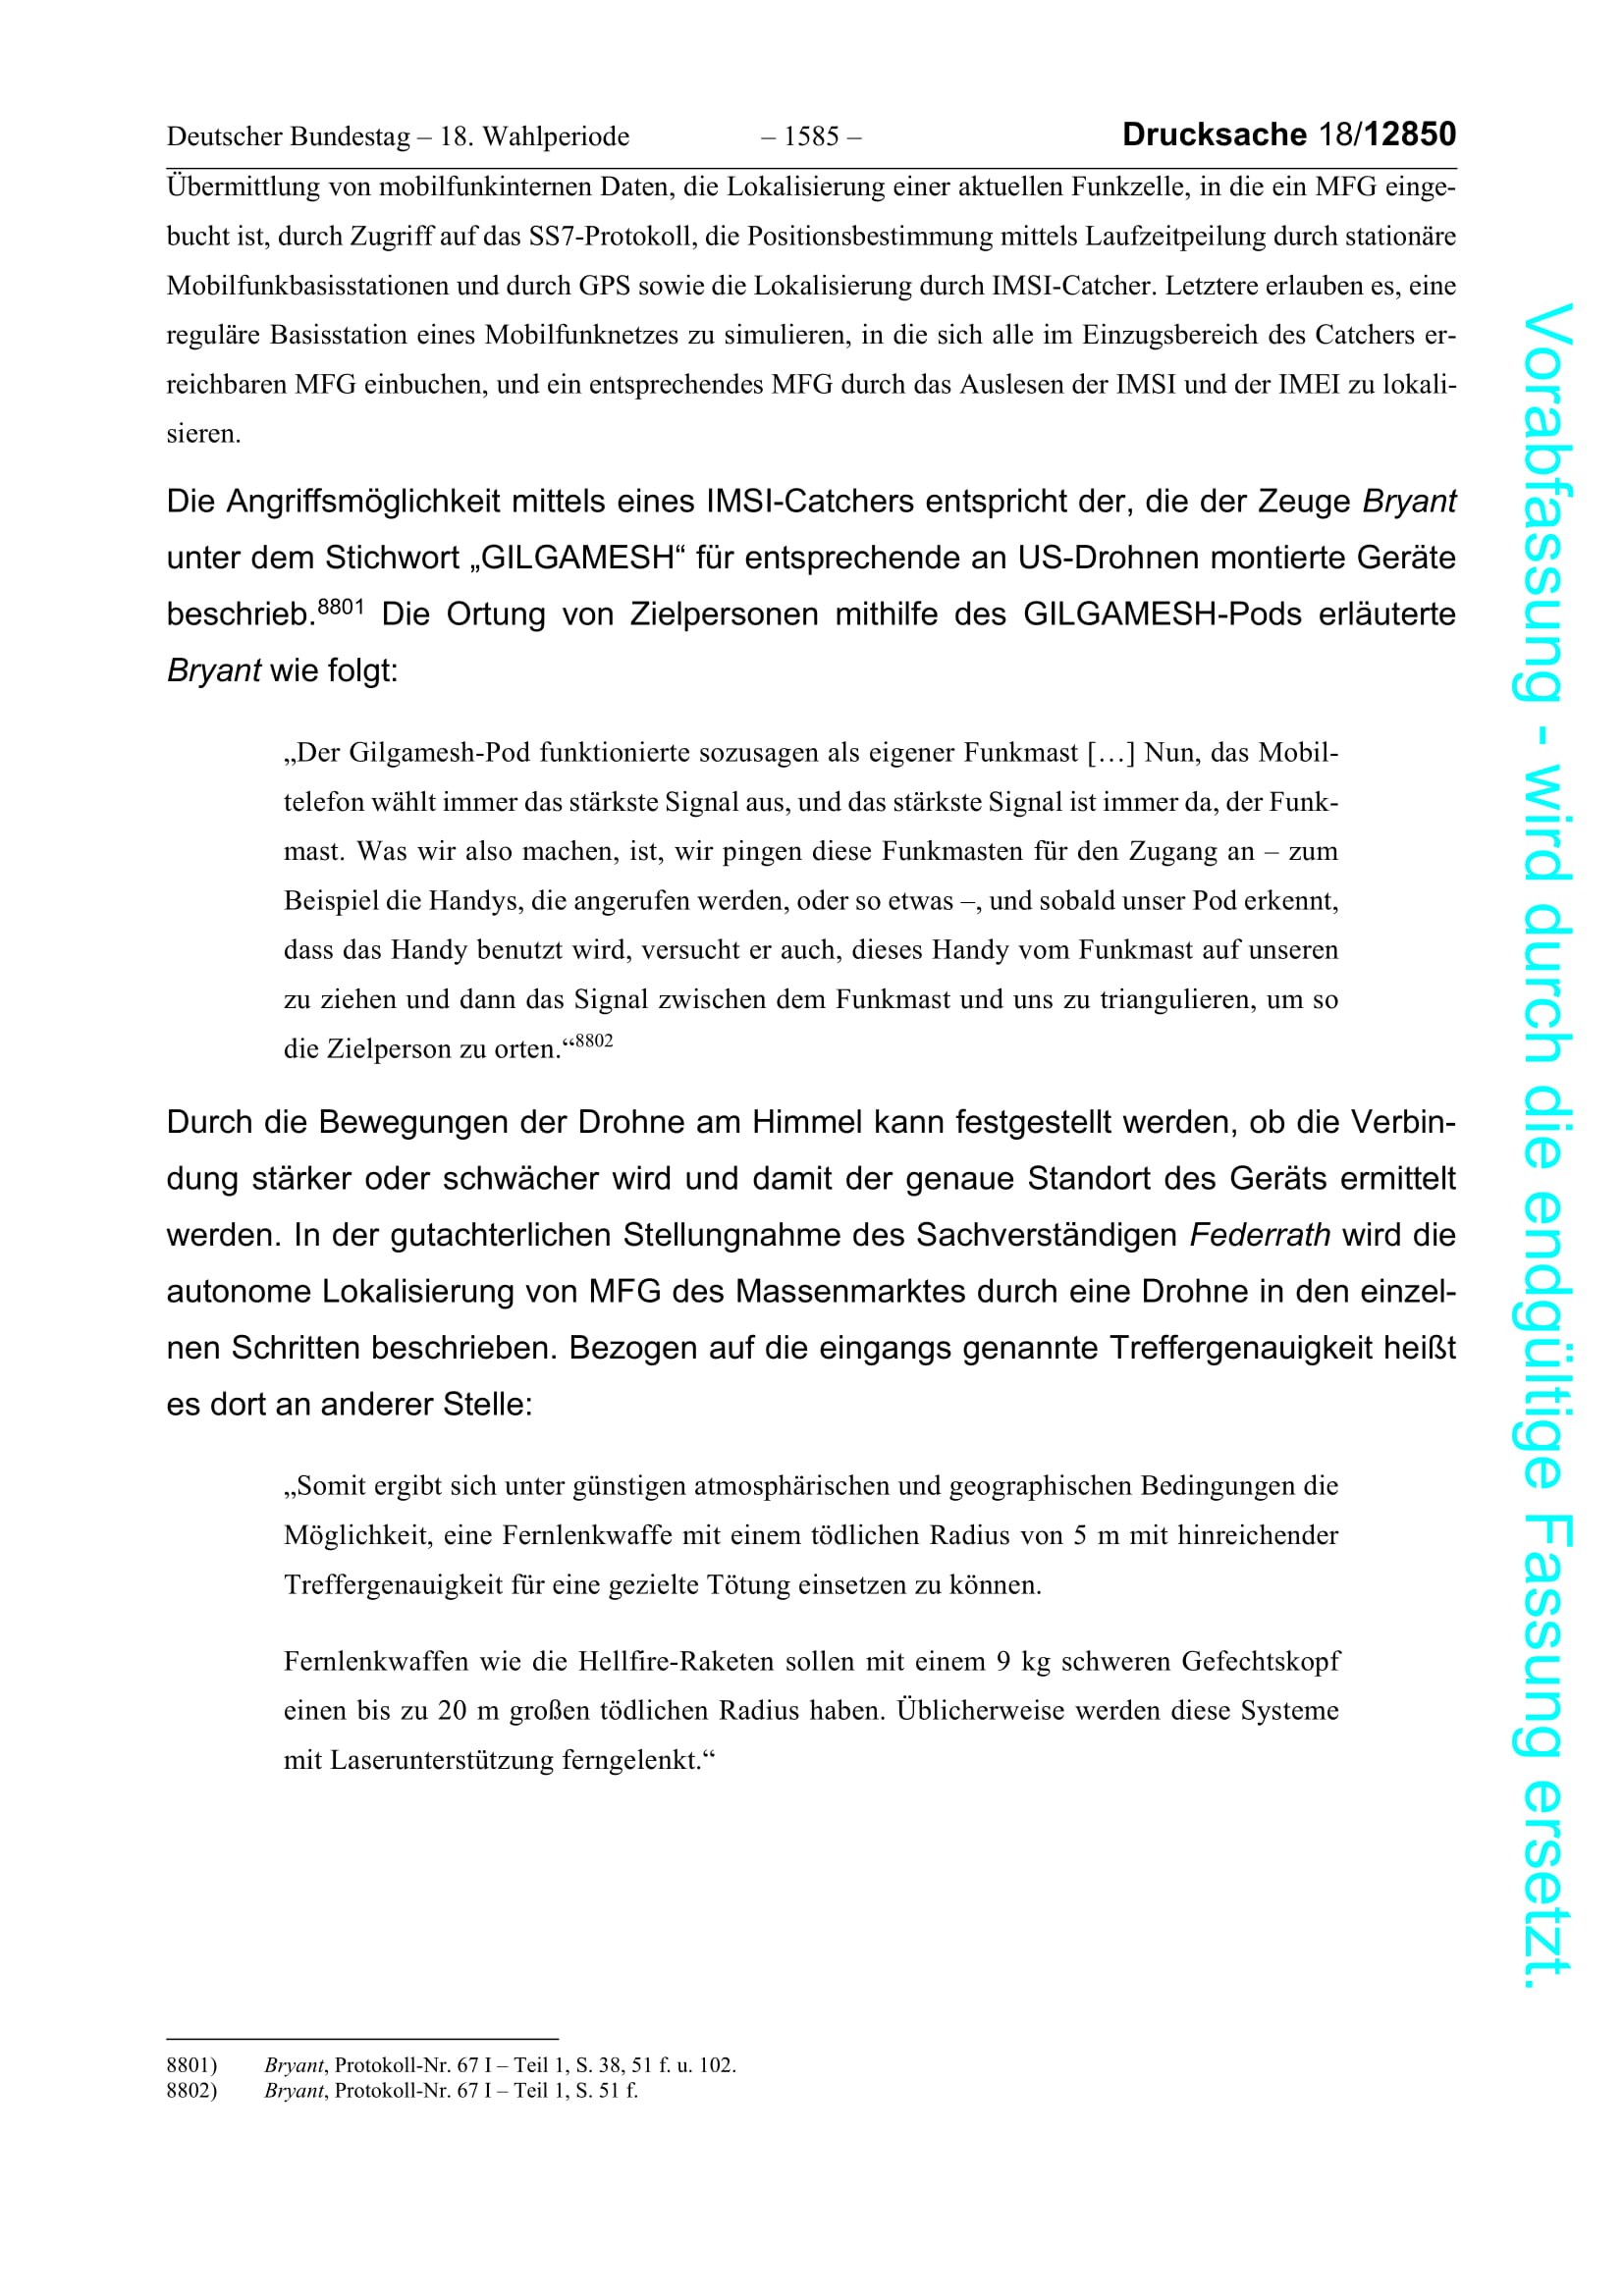 Deutscher Bundestag – 18. Wahlperiode – 1585 – Drucksache 18/12850
Übermittlung von mobilfunkinternen Daten, die Lokalisierung einer aktuellen Funkzelle, in die ein MFG einge-
bucht ist, durch Zugriff auf das SS7-Protokoll, die Positionsbestimmung mittels Laufzeitpeilung durch stationäre
Mobilfunkbasisstationen und durch GPS sowie die Lokalisierung durch IMSI-Catcher. Letztere erlauben es, eine
reguläre Basisstation eines Mobilfunknetzes zu simulieren, in die sich alle im Einzugsbereich des Catchers er-
reichbaren MFG einbuchen, und ein entsprechendes MFG durch das Auslesen der IMSI und der IMEI zu lokali-
sieren.
Die Angriffsmöglichkeit mittels eines IMSI-Catchers entspricht der, die der Zeuge Bryant
unter dem Stichwort „GILGAMESH“ für entsprechende an US-Drohnen montierte Geräte
beschrieb.8801 Die Ortung von Zielpersonen mithilfe des GILGAMESH-Pods erläuterte
Bryant wie folgt:
„Der Gilgamesh-Pod funktionierte sozusagen als eigener Funkmast […] Nun, das Mobil-
telefon wählt immer das stärkste Signal aus, und das stärkste Signal ist immer da, der Funk-
mast. Was wir also machen, ist, wir pingen diese Funkmasten für den Zugang an – zum
Beispiel die Handys, die angerufen werden, oder so etwas –, und sobald unser Pod erkennt,
dass das Handy benutzt wird, versucht er auch, dieses Handy vom Funkmast auf unseren
zu ziehen und dann das Signal zwischen dem Funkmast und uns zu triangulieren, um so
die Zielperson zu orten.“8802
Durch die Bewegungen der Drohne am Himmel kann festgestellt werden, ob die Verbin-
dung stärker oder schwächer wird und damit der genaue Standort des Geräts ermittelt
werden. In der gutachterlichen Stellungnahme des Sachverständigen Federrath wird die
autonome Lokalisierung von MFG des Massenmarktes durch eine Drohne in den einzel-
nen Schritten beschrieben. Bezogen auf die eingangs genannte Treffergenauigkeit heißt
es dort an anderer Stelle:
„Somit ergibt sich unter günstigen atmosphärischen und geographischen Bedingungen die
Möglichkeit, eine Fernlenkwaffe mit einem tödlichen Radius von 5 m mit hinreichender
Treffergenauigkeit für eine gezielte Tötung einsetzen zu können.
Fernlenkwaffen wie die Hellfire-Raketen sollen mit einem 9 kg schweren Gefechtskopf
einen bis zu 20 m großen tödlichen Radius haben. Üblicherweise werden diese Systeme
mit Laserunterstützung ferngelenkt.“
8801) Bryant, Protokoll-Nr. 67 I – Teil 1, S. 38, 51 f. u. 102.
8802) Bryant, Protokoll-Nr. 67 I – Teil 1, S. 51 f.
Vorabfassung - wird durch die endgültige Fassung ersetzt.